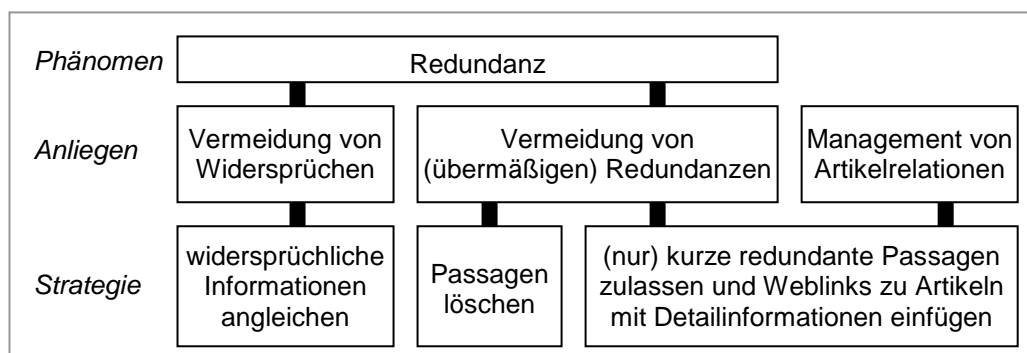 Phänomen
Redundanz
Anliegen
Vermeidung von
Widersprüchen
Vermeidung von
(übermäßigen) Redundanzen
Management von
Artikelrelationen
Strategie
widersprüchliche
Informationen
angleichen
Passagen
löschen
(nur) kurze redundante Passagen
zulassen und Weblinks zu Artikeln
mit Detailinformationen einfügen